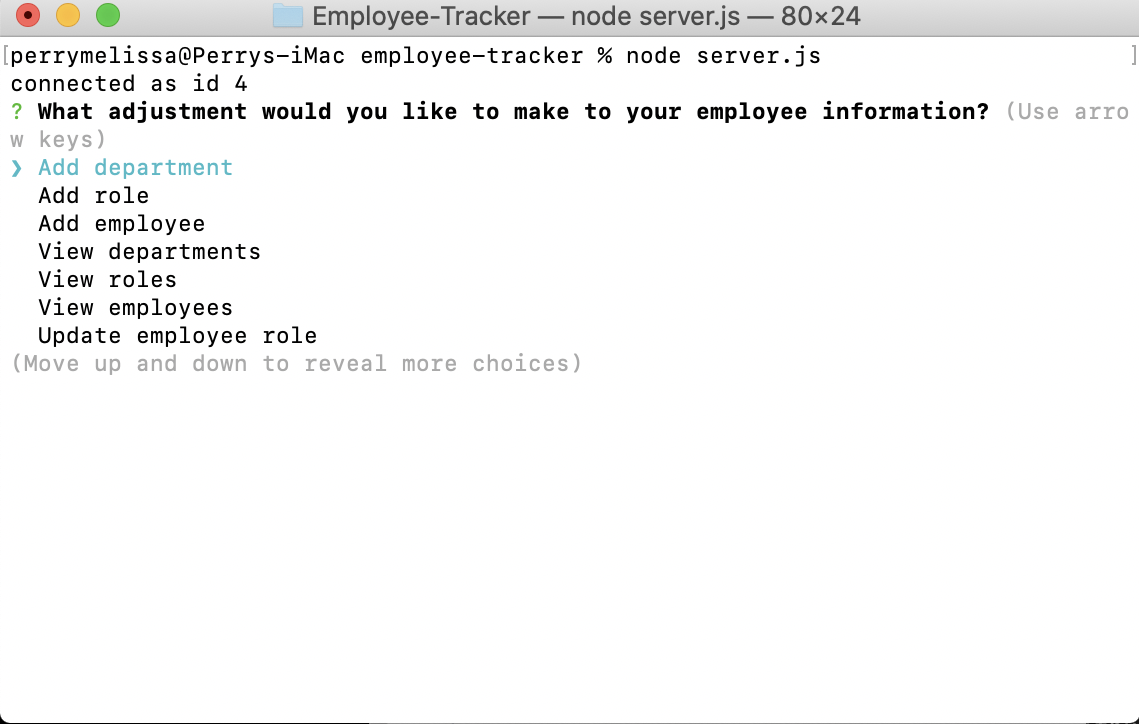 Employee-Tracker — node server.js — 80×24
[perrymelissa@Perrys-iMac employee-tracker % node server.js ]
connected as id 4
? What adjustment would you like to make to your employee information? (Use arro
w keys)
❯ Add department
Add role
Add employee
View departments
View roles
View employees
Update employee role
(Move up and down to reveal more choices)